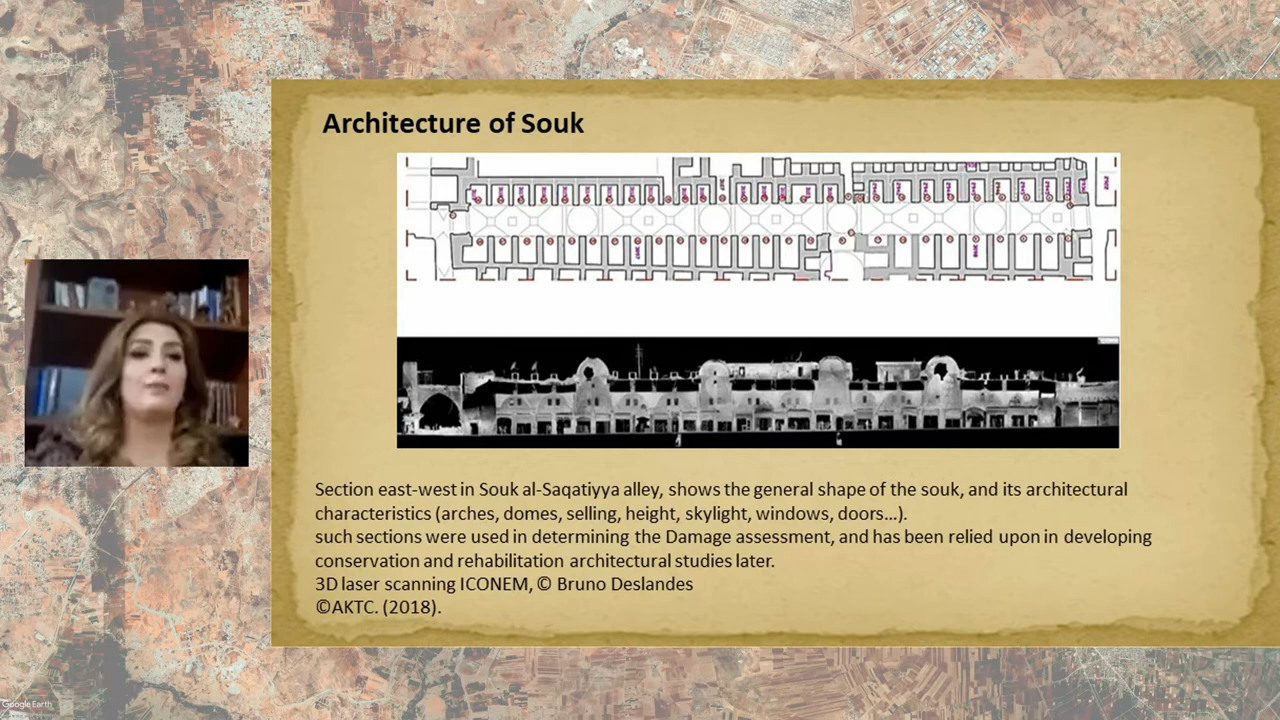 Architecture of Souk
Section east-west in Souk al-Saqatiyya alley, shows the general shape of the souk, and its architectural
characteristics (arches, domes, selling, height, skylight, windows, doors...).
such sections were used in determining the Damage assessment, and has been relied upon in developing
conservation and rehabilitation architectural studies later.
3D laser scanning ICONEM, © Bruno Deslandes
©AKTC. (2018).
Google Earth